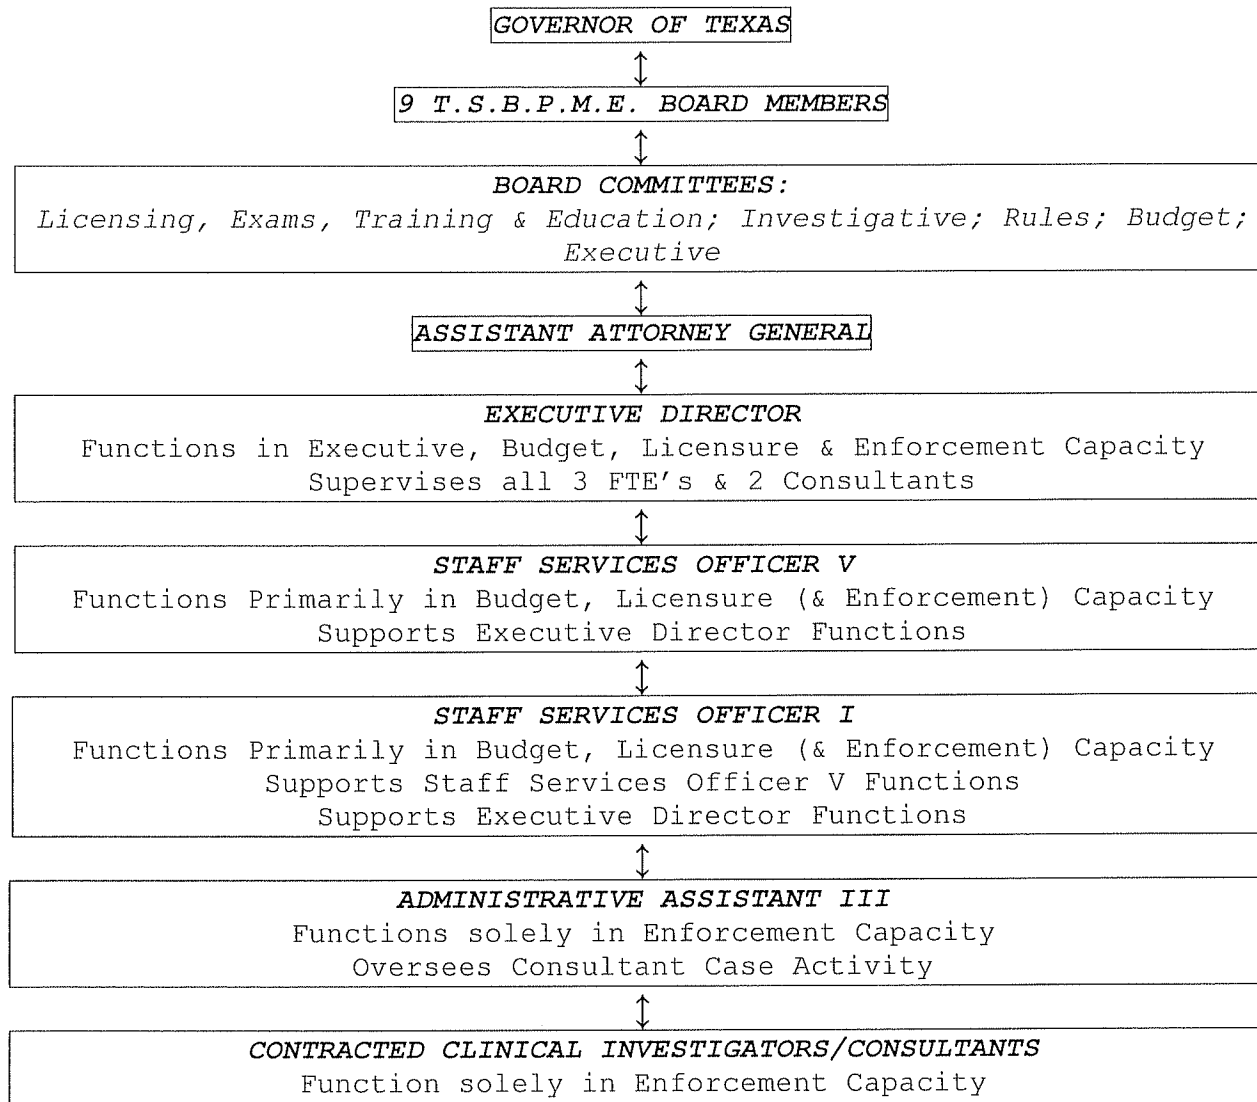 GOVERNOR OF TEXAS
9 T.S.B.P.M.E. BOARD MEMBERS
BOARD COMMITTEES:
Licensing, Exams, Training & Education; Investigative; Rules; Budget;
Executive
ASSISTANT ATTORNEY GENERAL
EXECUTIVE DIRECTOR
Functions in Executive, Budget, Licensure & Enforcement Capacity
Supervises all 3 FTE's & 2 Consultants
STAFF SERVICES OFFICER V
Functions Primarily in Budget, Licensure (& Enforcement) Capacity
Supports Executive Director Functions
STAFF SERVICES OFFICER I
Functions Primarily in Budget, Licensure (& Enforcement) Capacity
Supports Staff Services Officer V Functions
Supports Executive Director Functions
ADMINISTRATIVE ASSISTANT III
Functions solely in Enforcement Capacity
Oversees Consultant Case Activity
CONTRACTED CLINICAL INVESTIGATORS/CONSULTANTS
Function solely in Enforcement Capacity